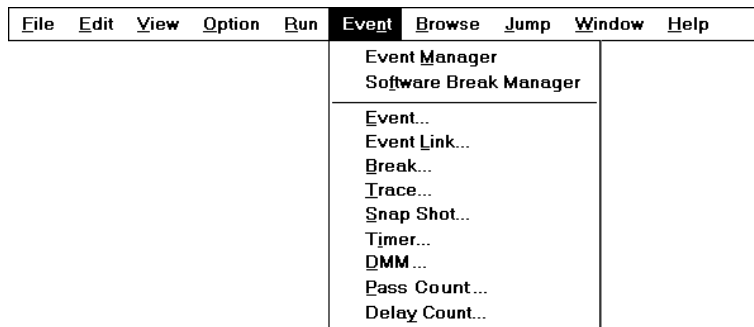 File Edit View Option Run Event Browse Jump Window Help
Event Manager
Software Break Manager
Event...
Event Link...
Break...
Trace...
Snap Shot...
Timer...
DMM...
Pass Count...
Delay Count...